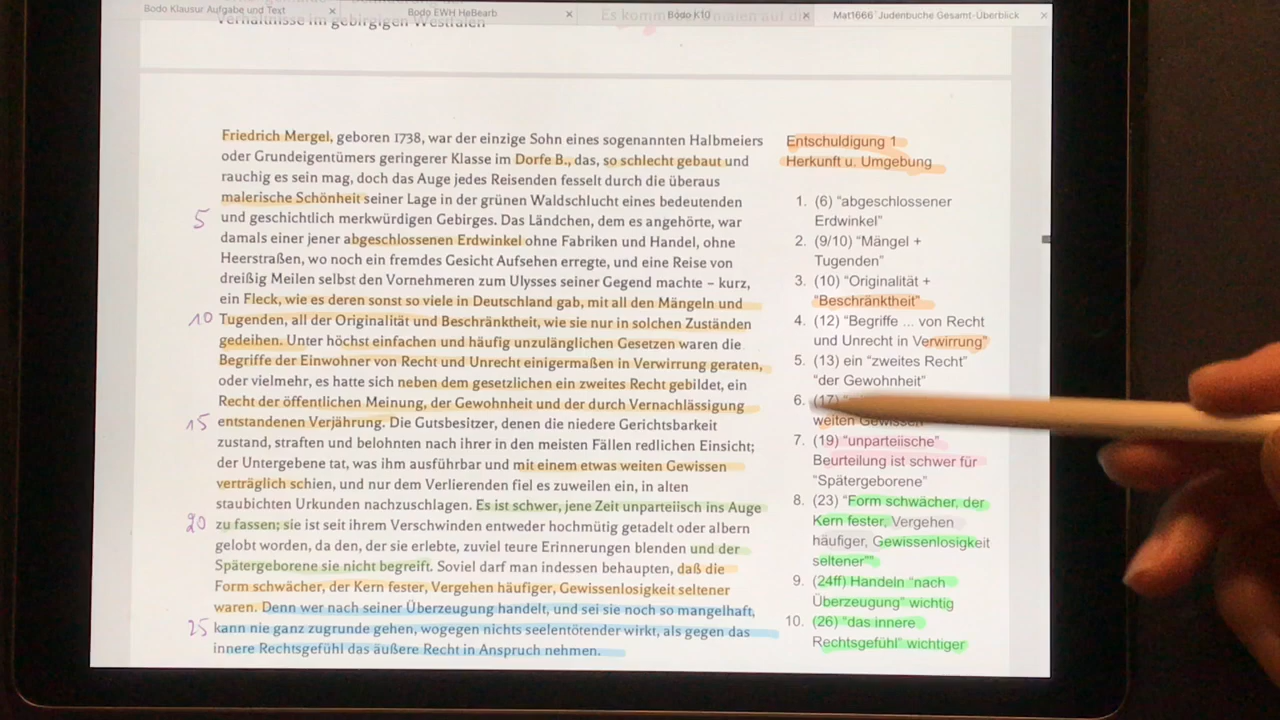 Bodo Klausur Aufgabe und Text
Bodo EWH HeBearb
Bodo K10
Mat1666 Judenbuche Gesamt-Überblick
Verhältnisse im gebirgigen Westfalen
Friedrich Mergel, geboren 1738, war der einzige Sohn eines sogenannten Halbmeiers
oder Grundeigentümers geringerer Klasse im Dorfe B., das, so schlecht gebaut und
rauchig es sein mag, doch das Auge jedes Reisenden fesselt durch die überaus
malerische Schönheit seiner Lage in der grünen Waldschlucht eines bedeutenden
5 und geschichtlich merkwürdigen Gebirges. Das Ländchen, dem es angehörte, war
damals einer jener abgeschlossenen Erdwinkel ohne Fabriken und Handel, ohne
Heerstraßen, wo noch ein fremdes Gesicht Aufsehen erregte, und eine Reise von
dreißig Meilen selbst den Vornehmeren zum Ulysses seiner Gegend machte – kurz,
ein Fleck, wie es deren sonst so viele in Deutschland gab, mit all den Mängeln und
10 Tugenden, all der Originalität und Beschränktheit, wie sie nur in solchen Zuständen
gedeihen. Unter höchst einfachen und häufig unzulänglichen Gesetzen waren die
Begriffe der Einwohner von Recht und Unrecht einigermaßen in Verwirrung geraten,
oder vielmehr, es hatte sich neben dem gesetzlichen ein zweites Recht gebildet, ein
Recht der öffentlichen Meinung, der Gewohnheit und der durch Vernachlässigung
15 entstandenen Verjährung. Die Gutsbesitzer, denen die niedere Gerichtsbarkeit
zustand, straften und belohnten nach ihrer in den meisten Fällen redlichen Einsicht;
der Untergebene tat, was ihm ausführbar und mit einem etwas weiten Gewissen
verträglich schien, und nur dem Verlierenden fiel es zuweilen ein, in alten
staubichten Urkunden nachzuschlagen. Es ist schwer, jene Zeit unparteiisch ins Auge
20 zu fassen; sie ist seit ihrem Verschwinden entweder hochmütig getadelt oder albern
gelobt worden, da den, der sie erlebte, zuviel teure Erinnerungen blenden und der
Spätergeborene sie nicht begreift. Soviel darf man indessen behaupten, daß die
Form schwächer, der Kern fester, Vergehen häufiger, Gewissenlosigkeit seltener
waren. Denn wer nach seiner Überzeugung handelt, und sei sie noch so mangelhaft,
25 kann nie ganz zugrunde gehen, wogegen nichts seelentötender wirkt, als gegen das
innere Rechtsgefühl das äußere Recht in Anspruch nehmen.
Entschuldigung 1
Herkunft u. Umgebung
1. (6) "abgeschlossener
Erdwinkel"
2. (9/10) "Mängel +
Tugenden"
3. (10) "Originalität +
"Beschränktheit"
4. (12) "Begriffe ... von Recht
und Unrecht in Verwirrung"
5. (13) ein "zweites Recht"
"der Gewohnheit"
6. (17)
weiten Gewissen"
7. (19) "unparteiische"
Beurteilung ist schwer für
"Spätergeborene"
8. (23) "Form schwächer, der
Kern fester, Vergehen
häufiger, Gewissenlosigkeit
seltener""
9. (24ff) Handeln "nach
Überzeugung" wichtig
10. (26) "das innere
Rechtsgefühl" wichtiger